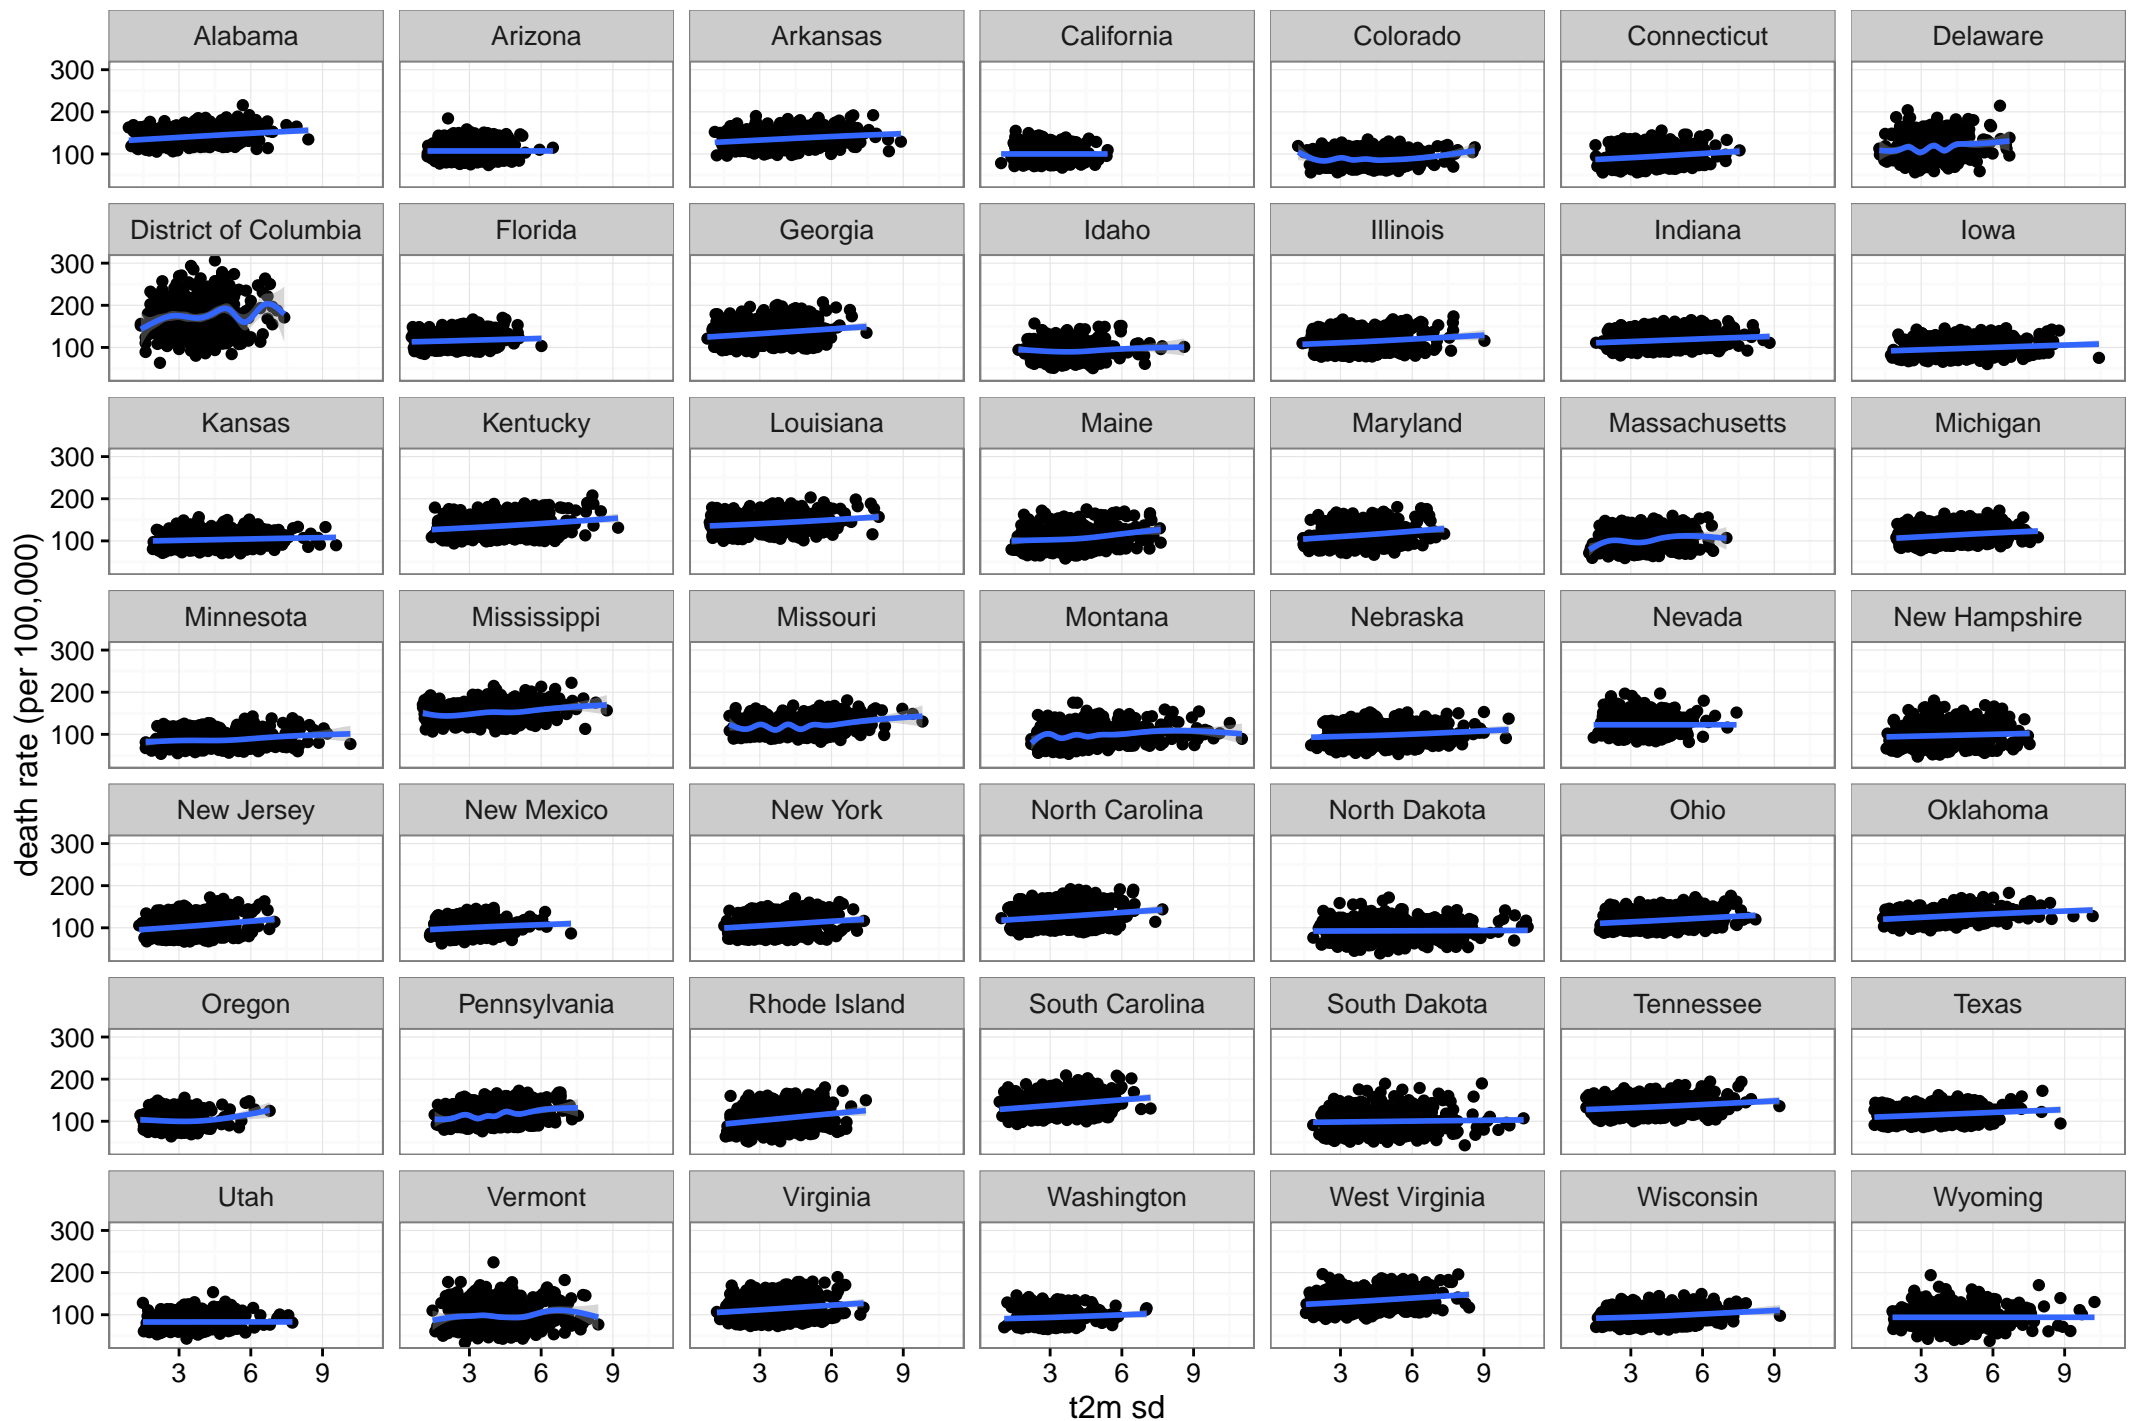 Alabama Arizona Arkansas California Colorado Connecticut Delaware
300
200
100
District of Columbia Florida Georgia Idaho Illinois Indiana Iowa
300
200
100
Kansas Kentucky Louisiana Maine Maryland Massachusetts Michigan
300
200
100
death rate (per 100,000)
Minnesota Mississippi Missouri Montana Nebraska Nevada New Hampshire
300
200
100
New Jersey New Mexico New York North Carolina North Dakota Ohio Oklahoma
300
200
100
Oregon Pennsylvania Rhode Island South Carolina South Dakota Tennessee Texas
300
200
100
Utah Vermont Virginia Washington West Virginia Wisconsin Wyoming
300
200
100
3 6 9 3 6 9 3 6 9 3 6 9 3 6 9 3 6 9 3 6 9
t2m sd